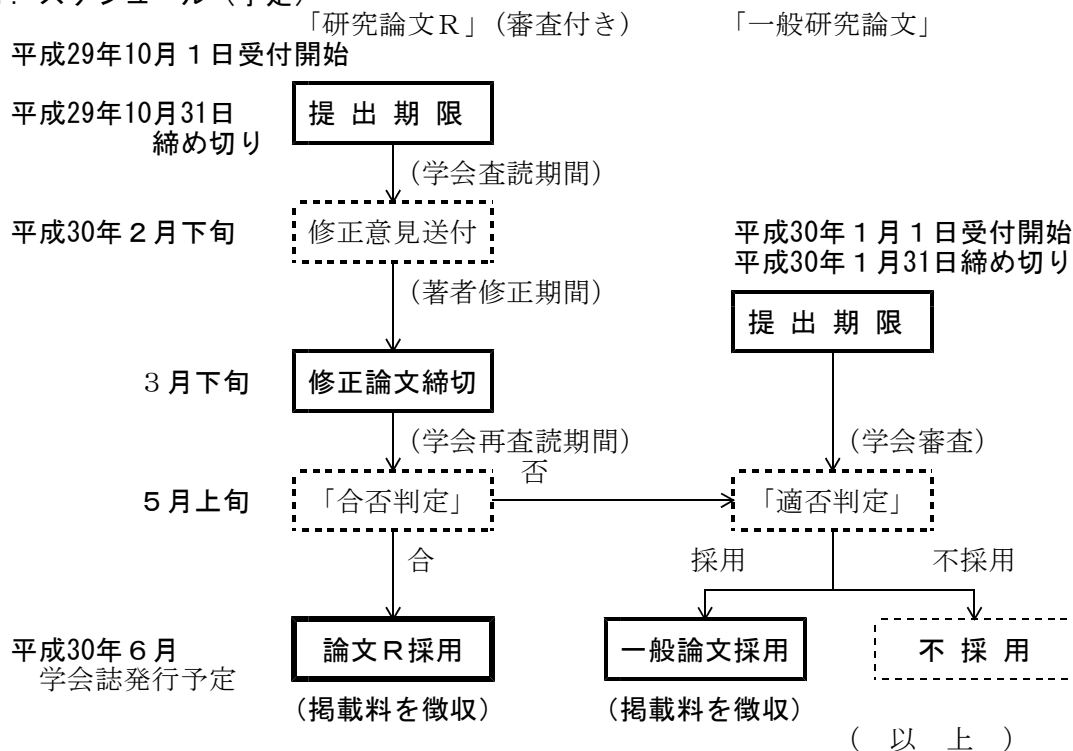 スケジュール（予定）
「研究論文Ｒ」（審査付き）　「一般研究論文」
平成29年10月１日受付開始
平成29年10月31日
締め切り
提 出 期 限
（学会査読期間）
平成30年２月下旬
修正意見送付
平成30年１月１日受付開始
平成30年１月31日締め切り
（著者修正期間）
提 出 期 限
３月下旬
修正論文締切
（学会再査読期間）
（学会審査）
否
５月上旬
「合否判定」
「適否判定」
合
採用
不採用
平成30年６月
学会誌発行予定
論文Ｒ採用
一般論文採用
不 採 用
（掲載料を徴収）
（掲載料を徴収）
（ 以 上 ）